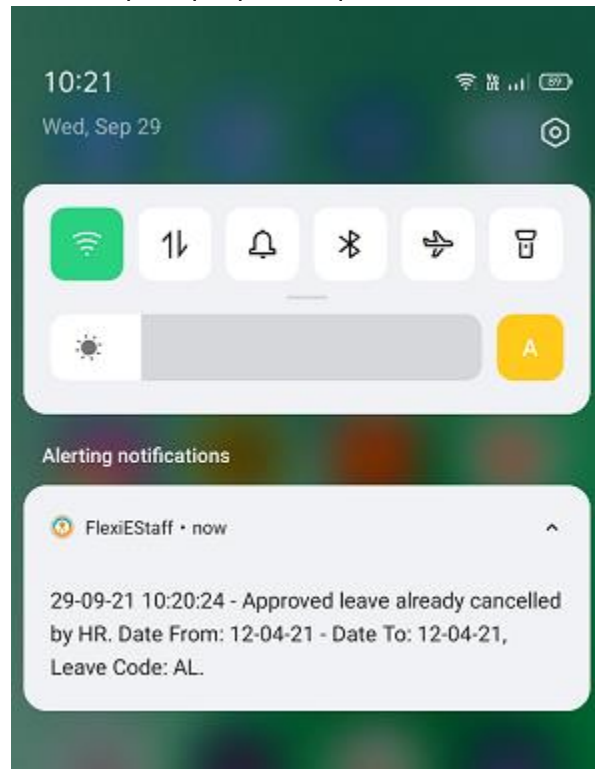 10:21
Wed, Sep 29
89
A
Alerting notifications
FlexiEStaff • now
29-09-21 10:20:24 - Approved leave already cancelled
by HR. Date From: 12-04-21 - Date To: 12-04-21,
Leave Code: AL.